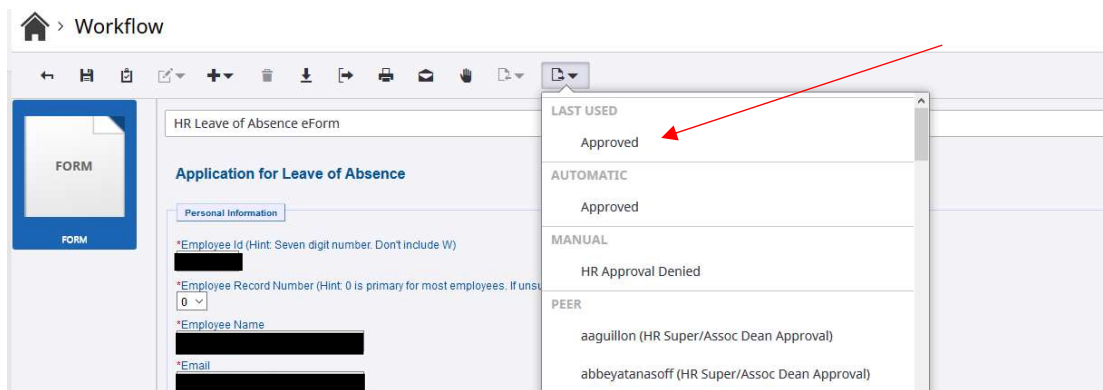 > Workflow
HR Leave of Absence eForm
FORM
FORM
Application for Leave of Absence
Personal Information
*Employee Id (Hint: Seven digit number. Don't include W)
*Employee Record Number (Hint: 0 is primary for most employees. If unsu
0
*Employee Name
*Email
LAST USED
Approved
AUTOMATIC
Approved
MANUAL
HR Approval Denied
PEER
aaguillon (HR Super/Assoc Dean Approval)
abbeyatanasoff (HR Super/Assoc Dean Approval)